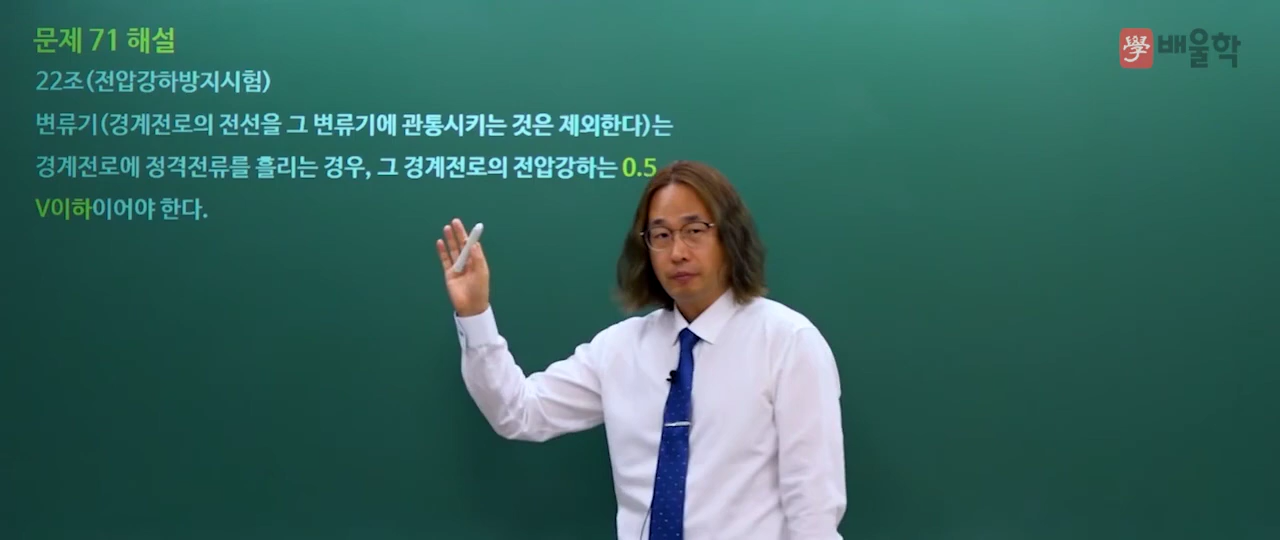 문제 71 해설
學 배울학
22조(전압강하방지시험)
변류기(경계전로의 전선을 그 변류기에 관통시키는 것은 제외한다)는
경계전로에 정격전류를 흘리는 경우, 그 경계전로의 전압강하는 0.5
V이하이어야 한다.